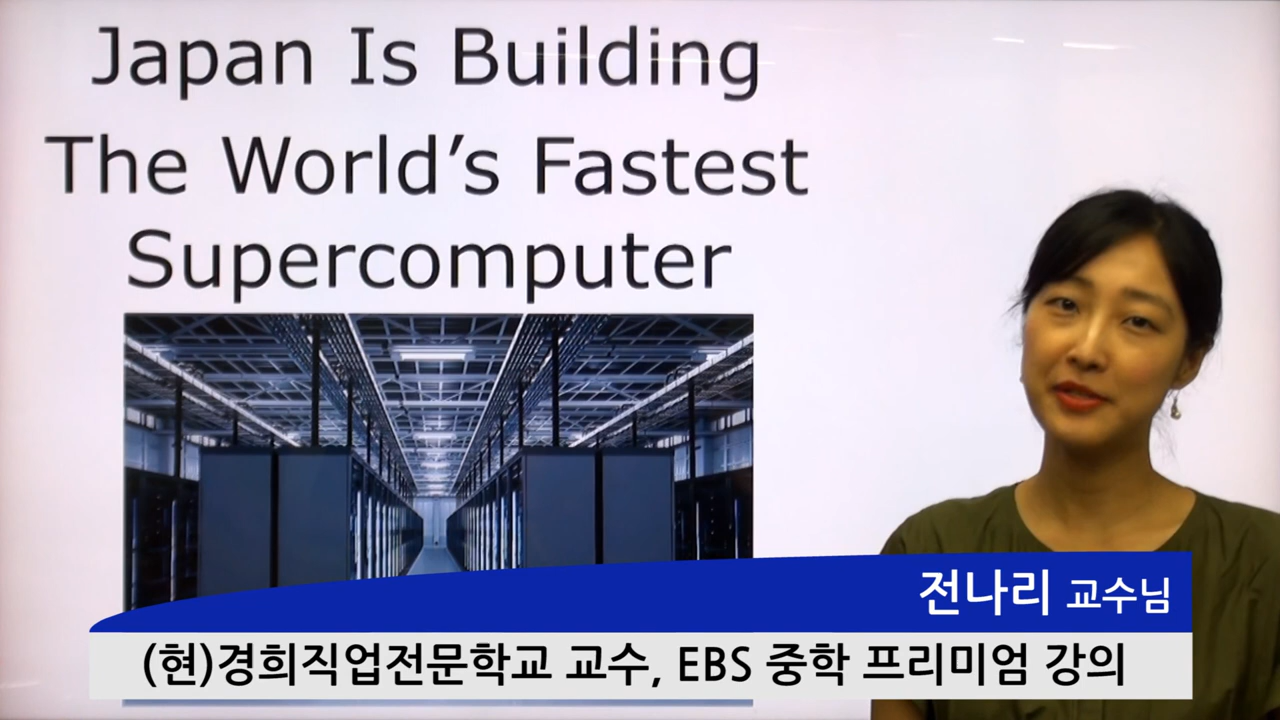 Japan Is Building
The World’s Fastest
Supercomputer
전나리 교수님
(현)경희직업전문학교 교수, EBS 중학 프리미엄 강의